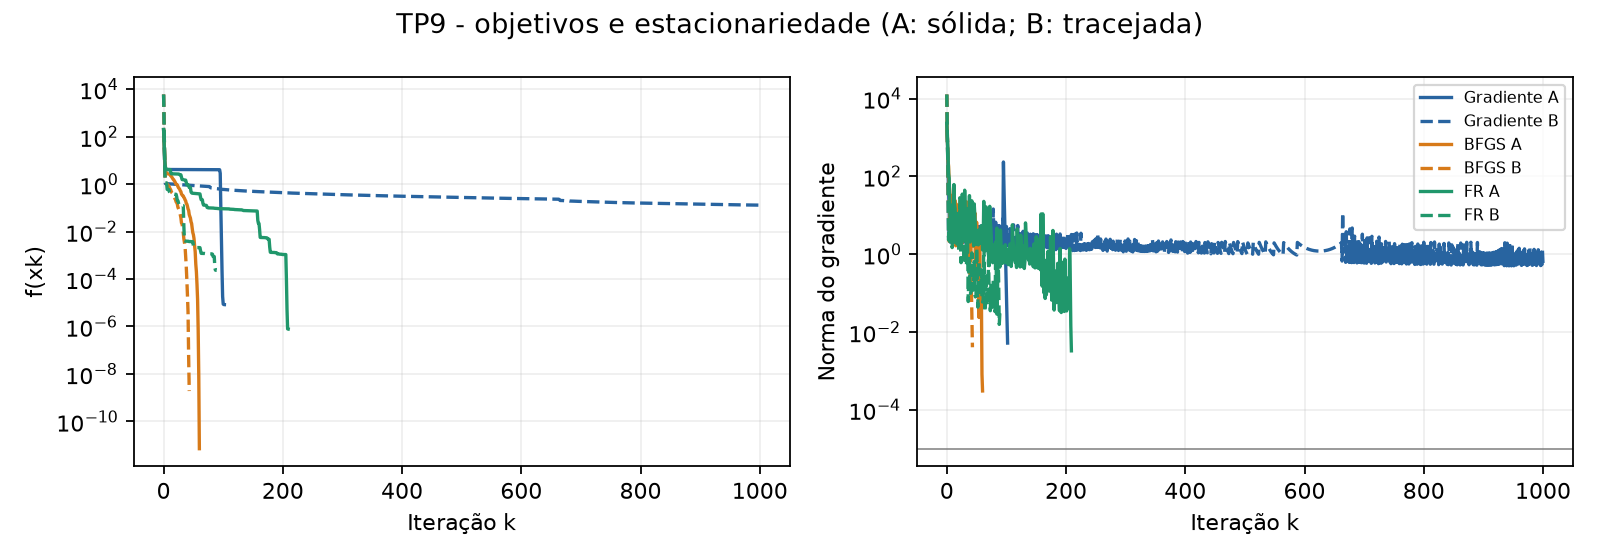 TP9 - objetivos e estacionariedade (A: sólida; B: tracejada)
f(xk)
10^4
10^2
10^0
10^−2
10^−4
10^−6
10^−8
10^−10
0 200 400 600 800 1000
Iteração k
Norma do gradiente
10^4
10^2
10^0
10^−2
10^−4
0 200 400 600 800 1000
Iteração k
Gradiente A
Gradiente B
BFGS A
BFGS B
FR A
FR B